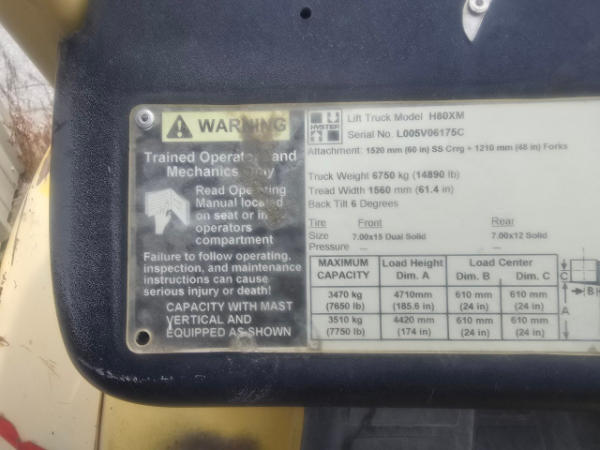 WARNING
Trained Operators and
Mechanics Only
Read Operating
Manual located
on seat or in
operators
compartment
Failure to follow operating,
inspection, and maintenance
instructions can cause
serious injury or death!
CAPACITY WITH MAST
VERTICAL AND
EQUIPPED AS SHOWN
HYSTER
Lift Truck Model H80XM
Serial No. L005V06175C
Attachment: 1520 mm (60 in) SS Crrg + 1210 mm (48 in) Forks
Truck Weight 6750 kg (14890 lb)
Tread Width 1560 mm (61.4 in)
Back Tilt 6 Degrees
Tire Front Rear
Size 7.00x15 Dual Solid 7.00x12 Solid
Pressure -- --
MAXIMUM CAPACITY Load Height Dim. A Load Center Dim. B Dim. C
3470 kg (7650 lb) 4710mm (185.6 in) 610 mm (24 in) 610 mm (24 in)
3510 kg (7750 lb) 4420 mm (174 in) 610 mm (24 in) 610 mm (24 in)
C
B
A